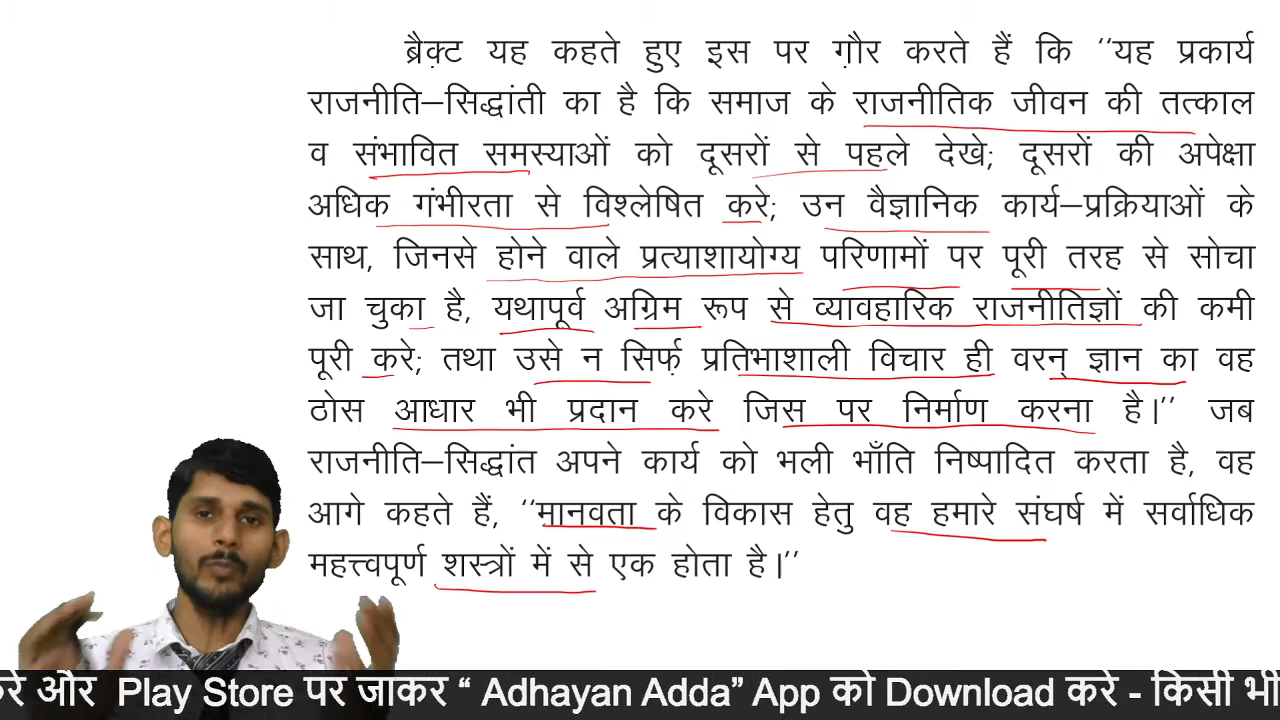 ब्रैक़्ट यह कहते हुए इस पर ग़ौर करते हैं कि ‘‘यह प्रकार्य
राजनीति–सिद्धांती का है कि समाज के राजनीतिक जीवन की तत्काल
व संभावित समस्याओं को दूसरों से पहले देखे; दूसरों की अपेक्षा
अधिक गंभीरता से विश्लेषित करे; उन वैज्ञानिक कार्य–प्रक्रियाओं के
साथ, जिनसे होने वाले प्रत्याशायोग्य परिणामों पर पूरी तरह से सोचा
जा चुका है, यथापूर्व अग्रिम रूप से व्यावहारिक राजनीतिज्ञों की कमी
पूरी करे; तथा उसे न सिर्फ़ प्रतिभाशाली विचार ही वरन् ज्ञान का वह
ठोस आधार भी प्रदान करे जिस पर निर्माण करना है।’’ जब
राजनीति–सिद्धांत अपने कार्य को भली भाँति निष्पादित करता है, वह
आगे कहते हैं, ‘‘मानवता के विकास हेतु वह हमारे संघर्ष में सर्वाधिक
महत्त्वपूर्ण शस्त्रों में से एक होता है।’’
करे और Play Store पर जाकर “ Adhayan Adda” App को Download करे - किसी भी